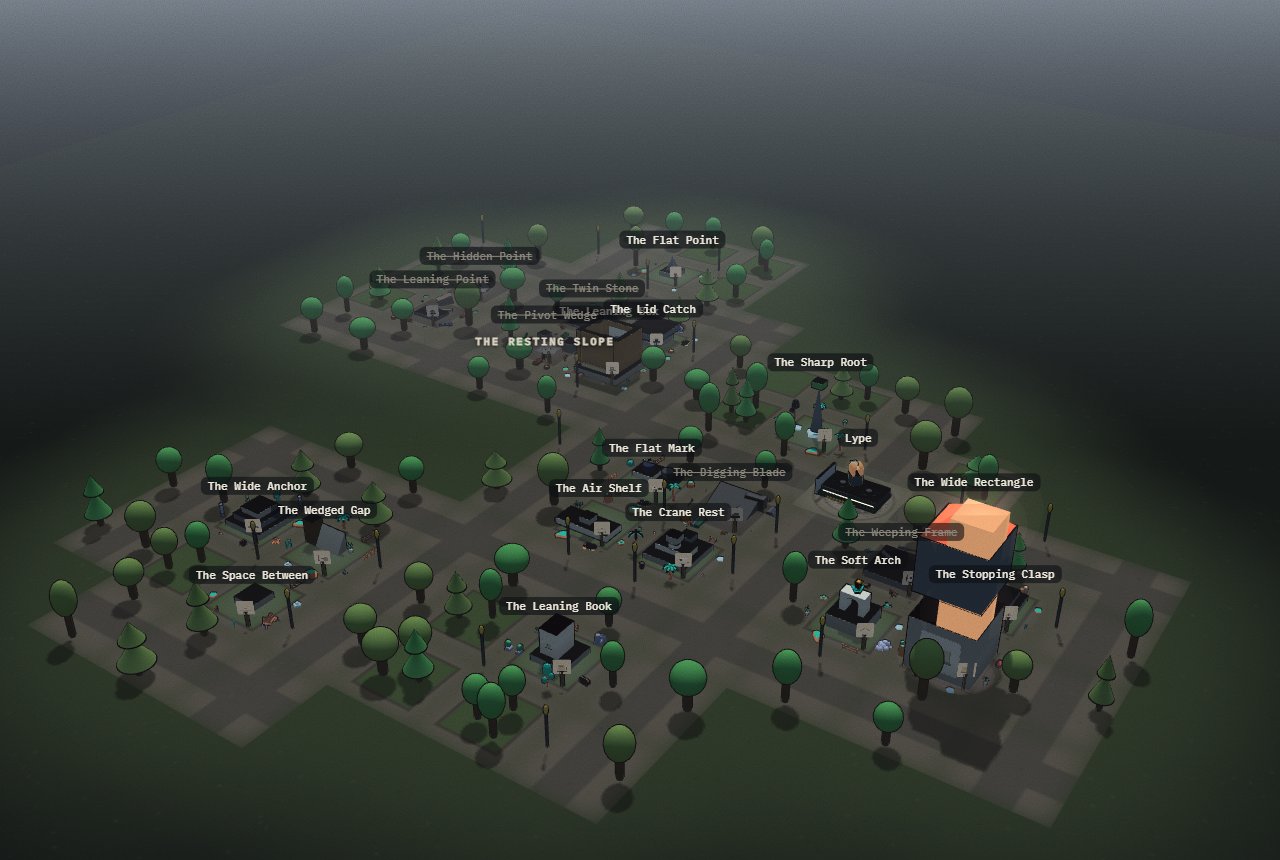 The Flat Point
The Hidden Point
The Leaning Point
The Twin Stone
The Lid Catch
The Pivot Wedge
THE RESTING SLOPE
The Sharp Root
Lype
The Flat Mark
The Digging Blade
The Wide Rectangle
The Wide Anchor
The Air Shelf
The Wedged Gap
The Crane Rest
The Weeping Frame
The Soft Arch
The Stopping Clasp
The Space Between
The Leaning Book